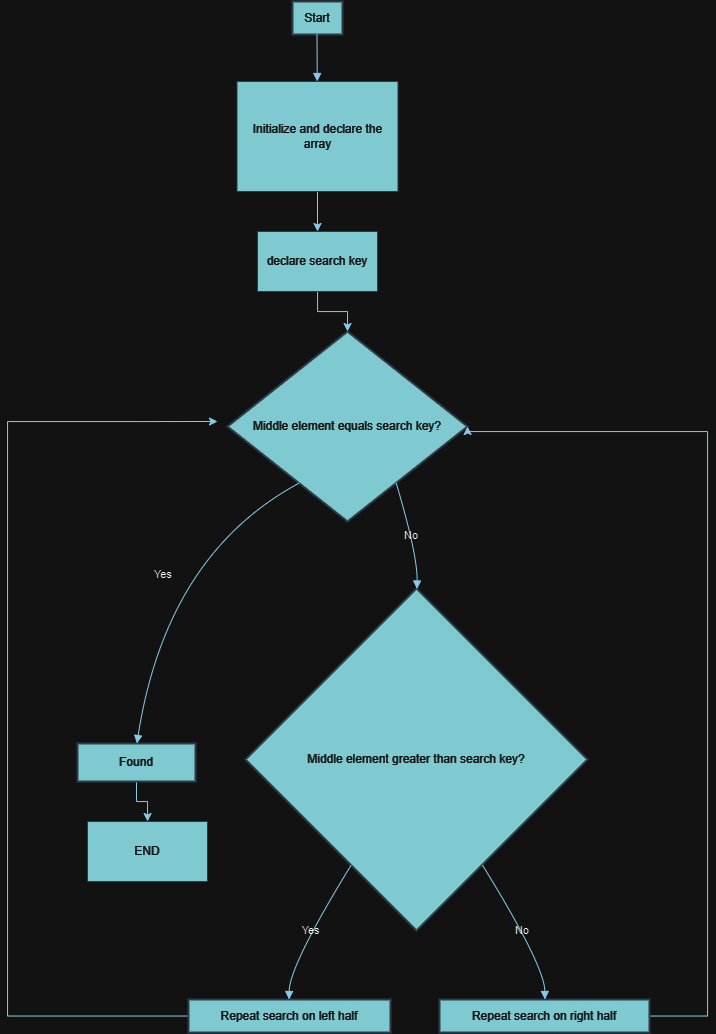 Start
Initialize and declare the
array
declare search key
Middle element equals search key?
No
Yes
Middle element greater than search key?
Found
END
Yes
No
Repeat search on left half
Repeat search on right half